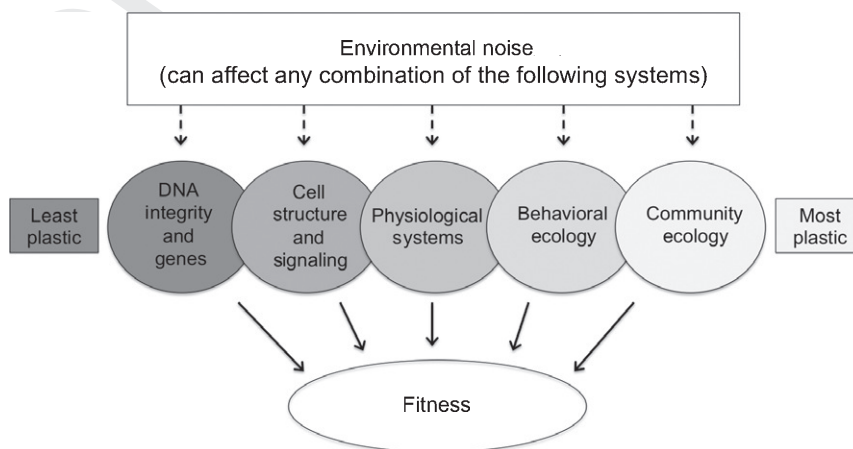 Environmental noise
(can affect any combination of the following systems)
Least
plastic
DNA
integrity
and
genes
Cell
structure
and
signaling
Physiological
systems
Behavioral
ecology
Community
ecology
Most
plastic
Fitness